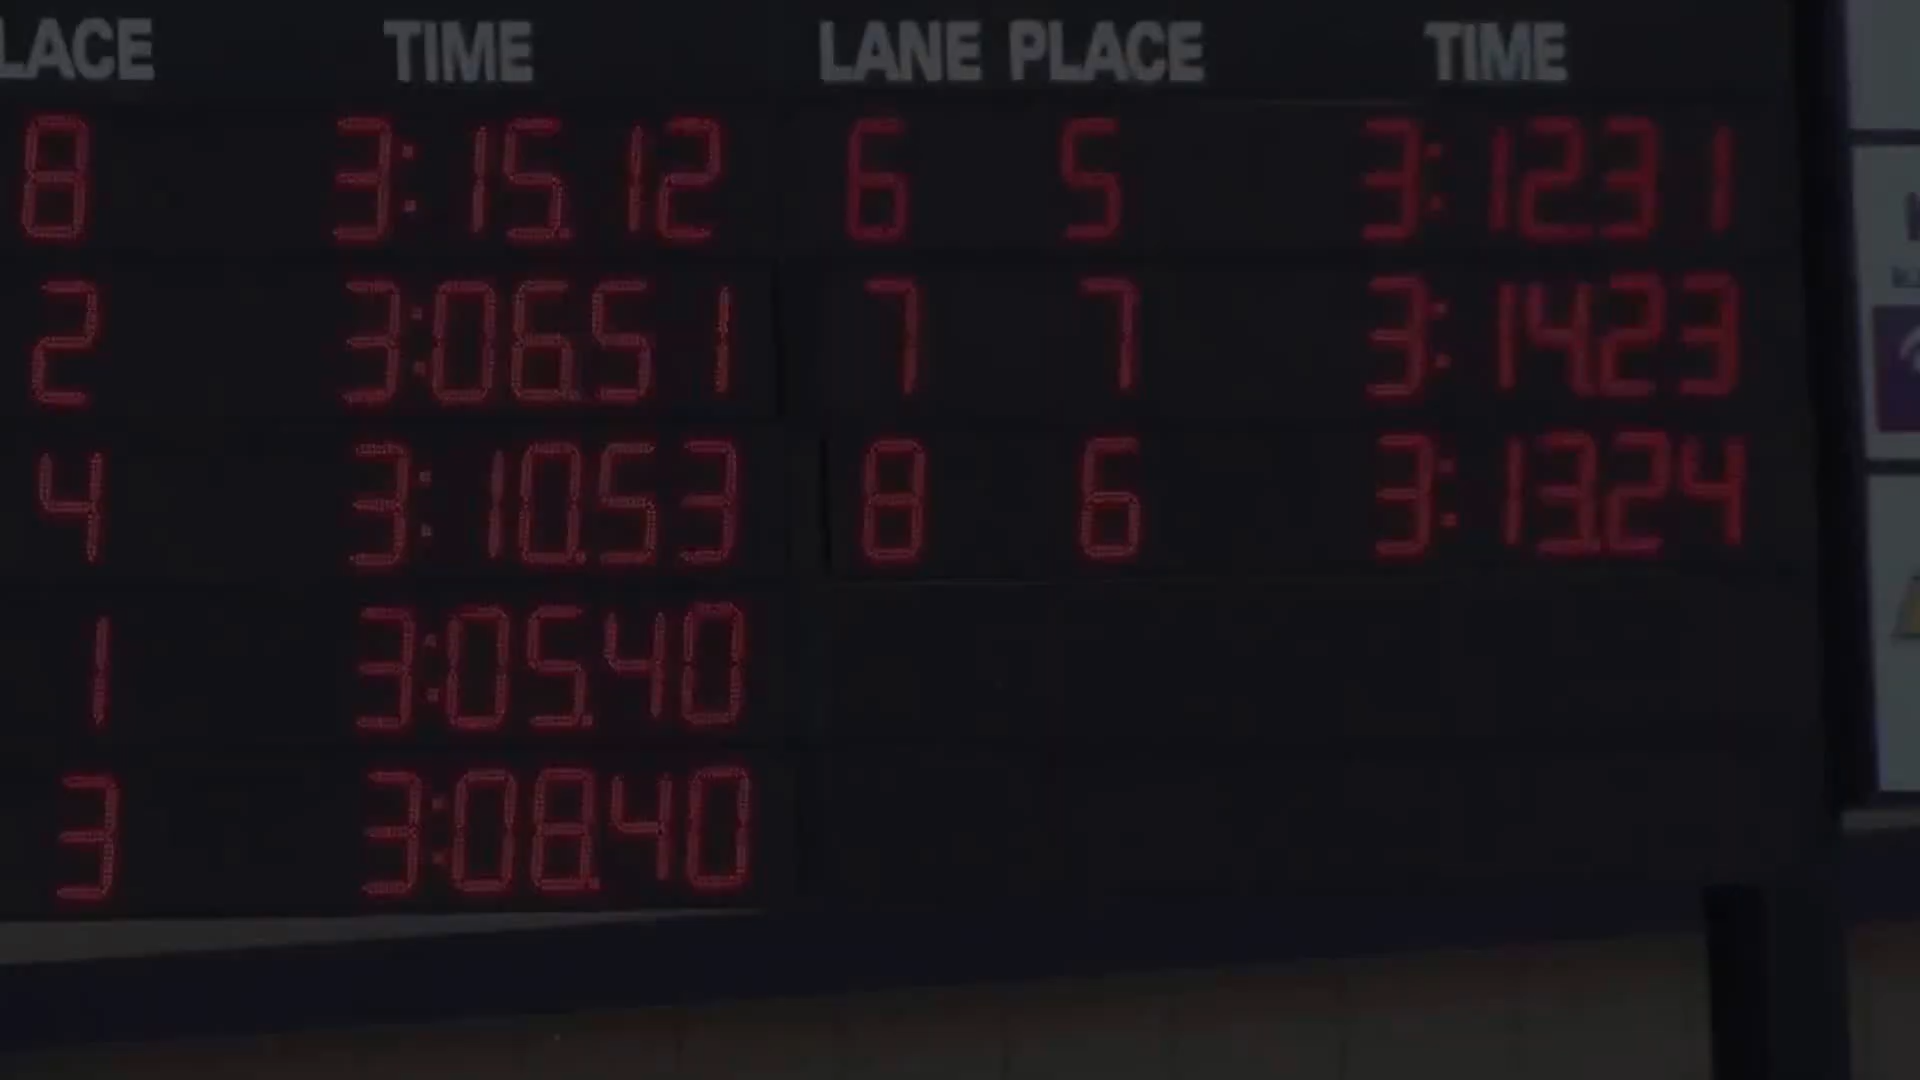 LACE TIME LANE PLACE TIME
8 3:15.12 6 5 3:12.31
2 3:06.51 7 7 3:14.23
4 3:10.53 8 6 3:13.24
1 3:05.40
3 3:08.40